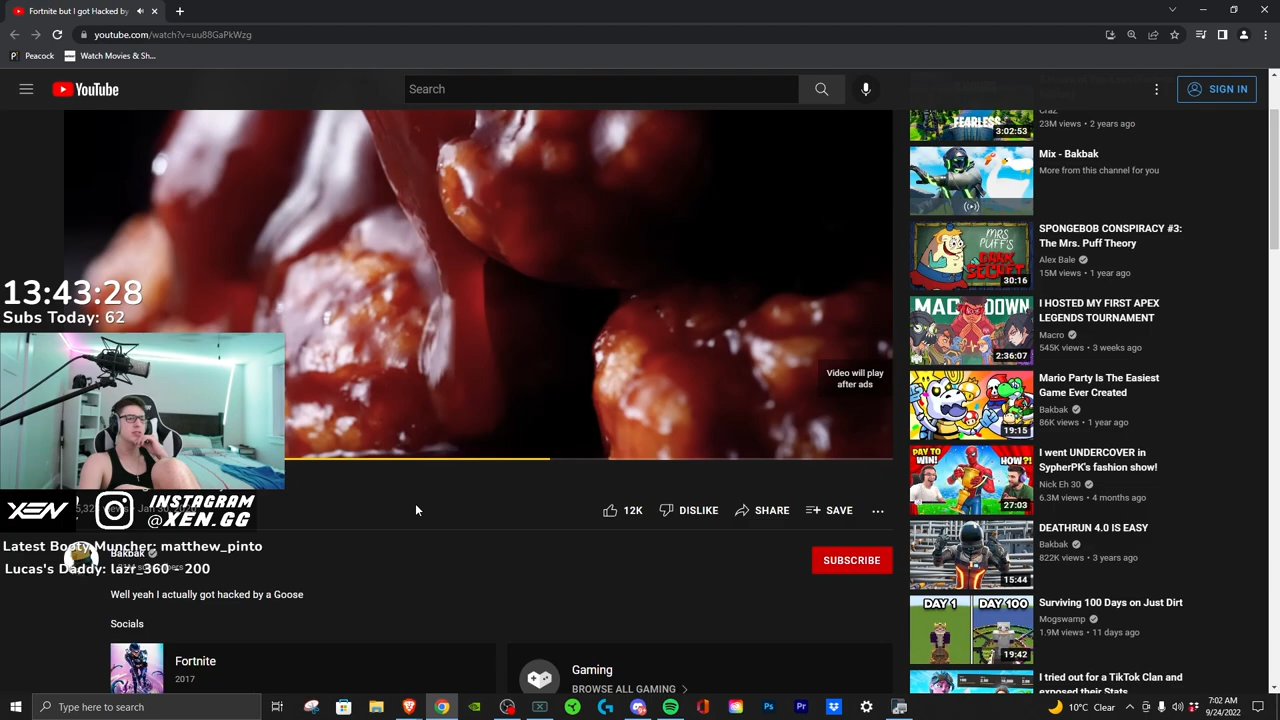 Fortnite but I got Hacked by
youtube.com/watch?v=uu88GaPkWzg
Peacock
Watch Movies & Sh...
YouTube
Search
SIGN IN
FEARLESS
3:02:53
23M views • 2 years ago
Mix - Bakbak
More from this channel for you
MRS PUFF'S
DARK
SECRET
30:16
SPONGEBOB CONSPIRACY #3:
The Mrs. Puff Theory
Alex Bale
15M views • 1 year ago
2:36:07
I HOSTED MY FIRST APEX
LEGENDS TOURNAMENT
Macro
545K views • 3 weeks ago
19:15
Mario Party Is The Easiest
Game Ever Created
Bakbak
86K views • 1 year ago
PAY TO
WIN!
HOW?!
27:03
I went UNDERCOVER in
SypherPK's fashion show!
Nick Eh 30
6.3M views • 4 months ago
15:44
DEATHRUN 4.0 IS EASY
Bakbak
822K views • 3 years ago
DAY 1
DAY 100
19:42
Surviving 100 Days on Just Dirt
Mogswamp
1.9M views • 11 days ago
I tried out for a TikTok Clan and
exposed their Stats
Video will play
after ads
13:43:28
Subs Today: 62
XEN
INSTAGRAM
@XEN.GG
12K
DISLIKE
SHARE
SAVE
Latest Booty Muncher: matthew_pinto
Bakbak
Lucas's Daddy: lazr_360 - 200
SUBSCRIBE
Well yeah I actually got hacked by a Goose
Socials
Fortnite
2017
Gaming
BROWSE ALL GAMING
Type here to search
10°C Clear
7:02 AM
9/24/2022